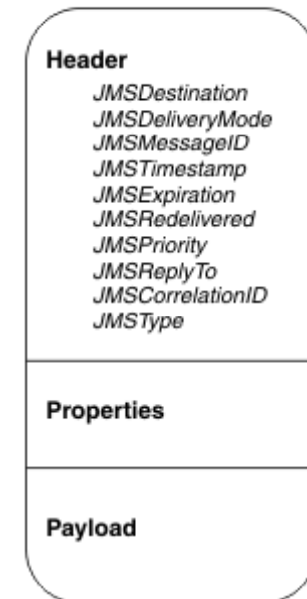 Header
JMSDestination
JMSDeliveryMode
JMSMessageID
JMSTimestamp
JMSExpiration
JMSRedelivered
JMSPriority
JMSReplyTo
JMSCorrelationID
JMSType
Properties
Payload